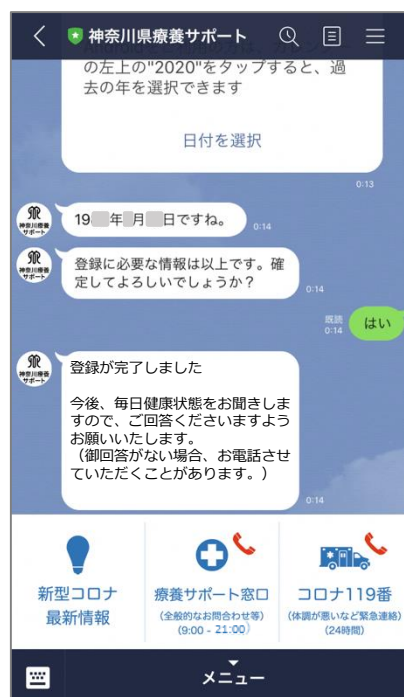 神奈川県療養サポート
の左上の"2020"をタップすると、過
去の年を選択できます
日付を選択
0:13
神奈川療養
サポート
19 年 月 日ですね。
0:14
神奈川療養
サポート
登録に必要な情報は以上です。確
定してよろしいでしょうか？
0:14
既読
0:14
はい
神奈川療養
サポート
登録が完了しました
今後、毎日健康状態をお聞きしま
すので、ご回答くださいますよう
お願いいたします。
（御回答がない場合、お電話させ
ていただくことがあります。）
0:14
新型コロナ
最新情報
療養サポート窓口
(全般的なお問合わせ等)
(9:00 - 21:00)
コロナ119番
(体調が悪いなど緊急連絡)
(24時間)
メニュー